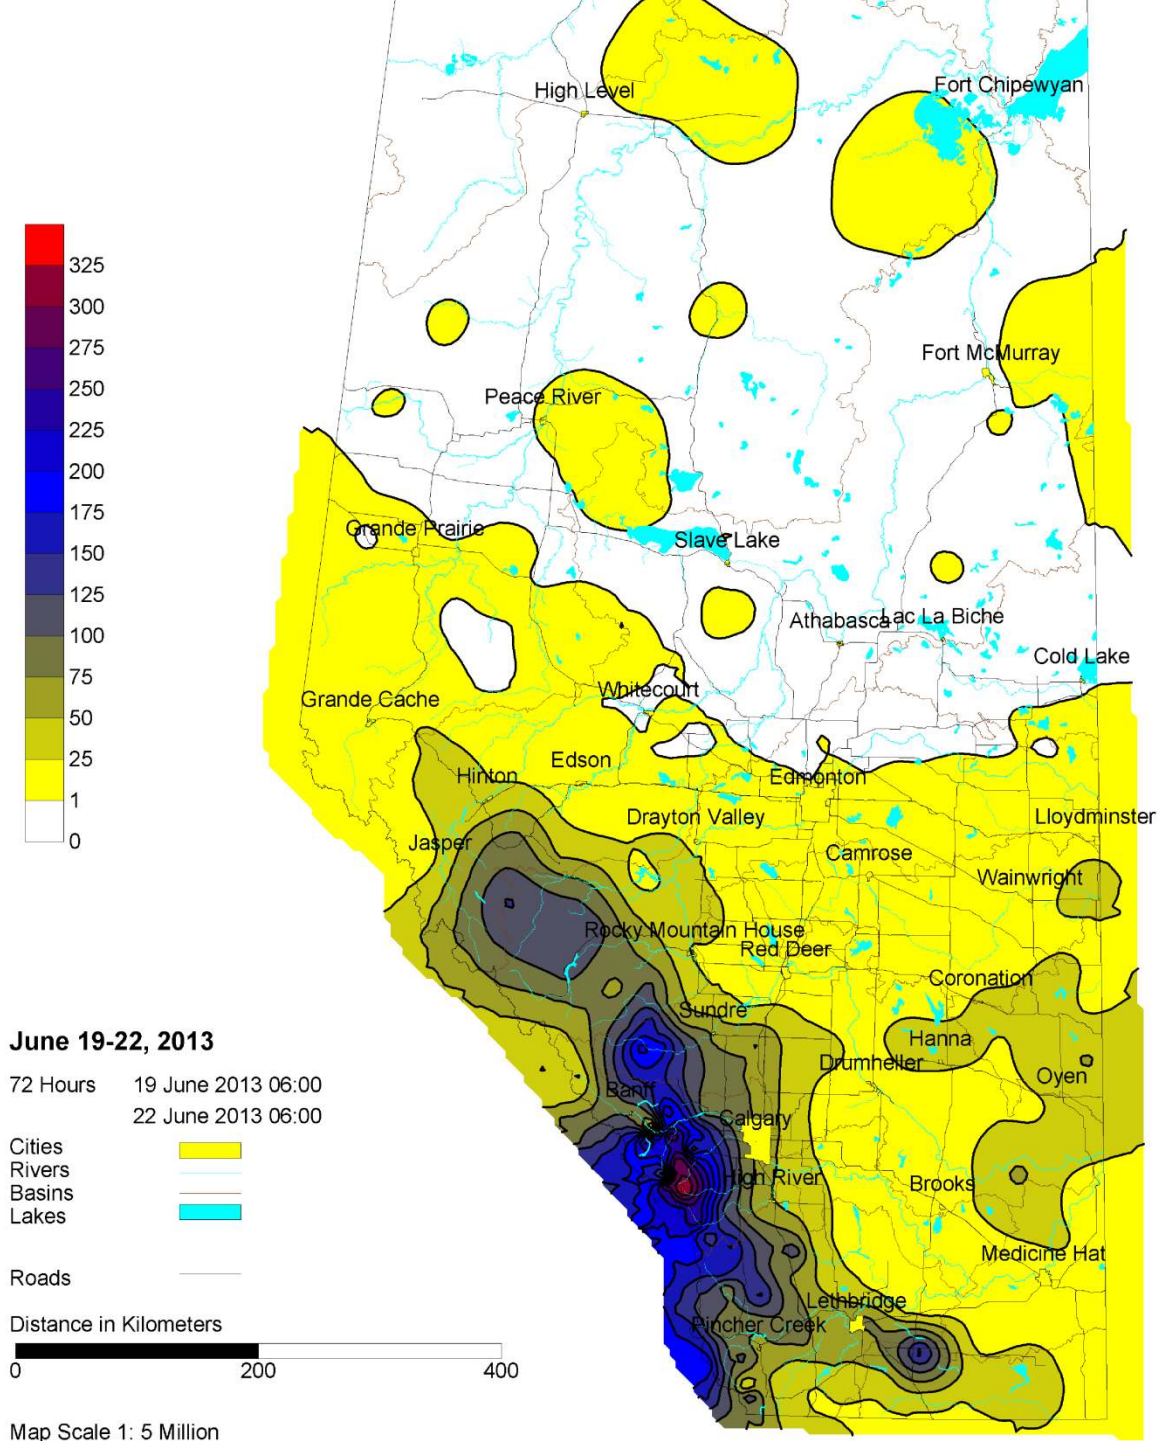 High Level
Fort Chipewyan
325
300
275
250
225
200
175
150
125
100
75
50
25
1
0
Fort McMurray
Peace River
Grande Prairie
Slave Lake
Athabasca
Lac La Biche
Cold Lake
Whitecourt
Grande Cache
Edson
Hinton
Edmonton
Drayton Valley
Lloydminster
Jasper
Camrose
Wainwright
Rocky Mountain House
Red Deer
Coronation
Sundre
Hanna
Drumheller
Oyen
Banff
Calgary
High River
Brooks
Medicine Hat
Lethbridge
Pincher Creek
June 19-22, 2013
72 Hours 19 June 2013 06:00
22 June 2013 06:00
Cities
Rivers
Basins
Lakes
Roads
Distance in Kilometers
0 200 400
Map Scale 1: 5 Million